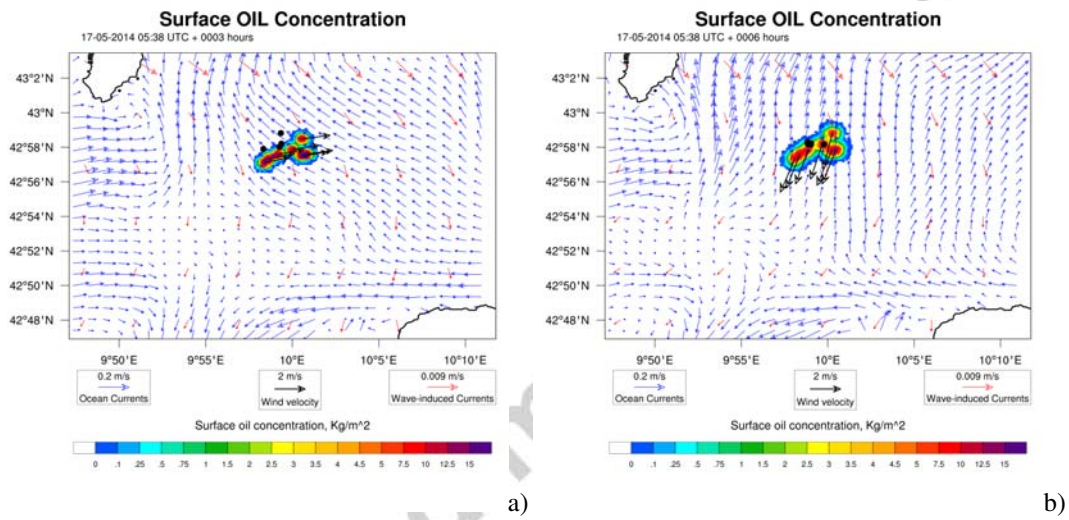 Surface OIL Concentration
17-05-2014 05:38 UTC + 0003 hours
43°2'N
43°N
42°58'N
42°56'N
42°54'N
42°52'N
42°50'N
42°48'N
9°50'E 9°55'E 10°E 10°5'E 10°10'E
0.2 m/s
Ocean Currents
2 m/s
Wind velocity
0.009 m/s
Wave-induced Currents
Surface oil concentration, Kg/m^2
0 .1 .25 .5 .75 1 1.5 2 2.5 3 3.5 4 4.5 5 7.5 10 12.5 15
a)
Surface OIL Concentration
17-05-2014 05:38 UTC + 0006 hours
43°2'N
43°N
42°58'N
42°56'N
42°54'N
42°52'N
42°50'N
42°48'N
9°50'E 9°55'E 10°E 10°5'E 10°10'E
0.2 m/s
Ocean Currents
2 m/s
Wind velocity
0.009 m/s
Wave-induced Currents
Surface oil concentration, Kg/m^2
0 .1 .25 .5 .75 1 1.5 2 2.5 3 3.5 4 4.5 5 7.5 10 12.5 15
b)